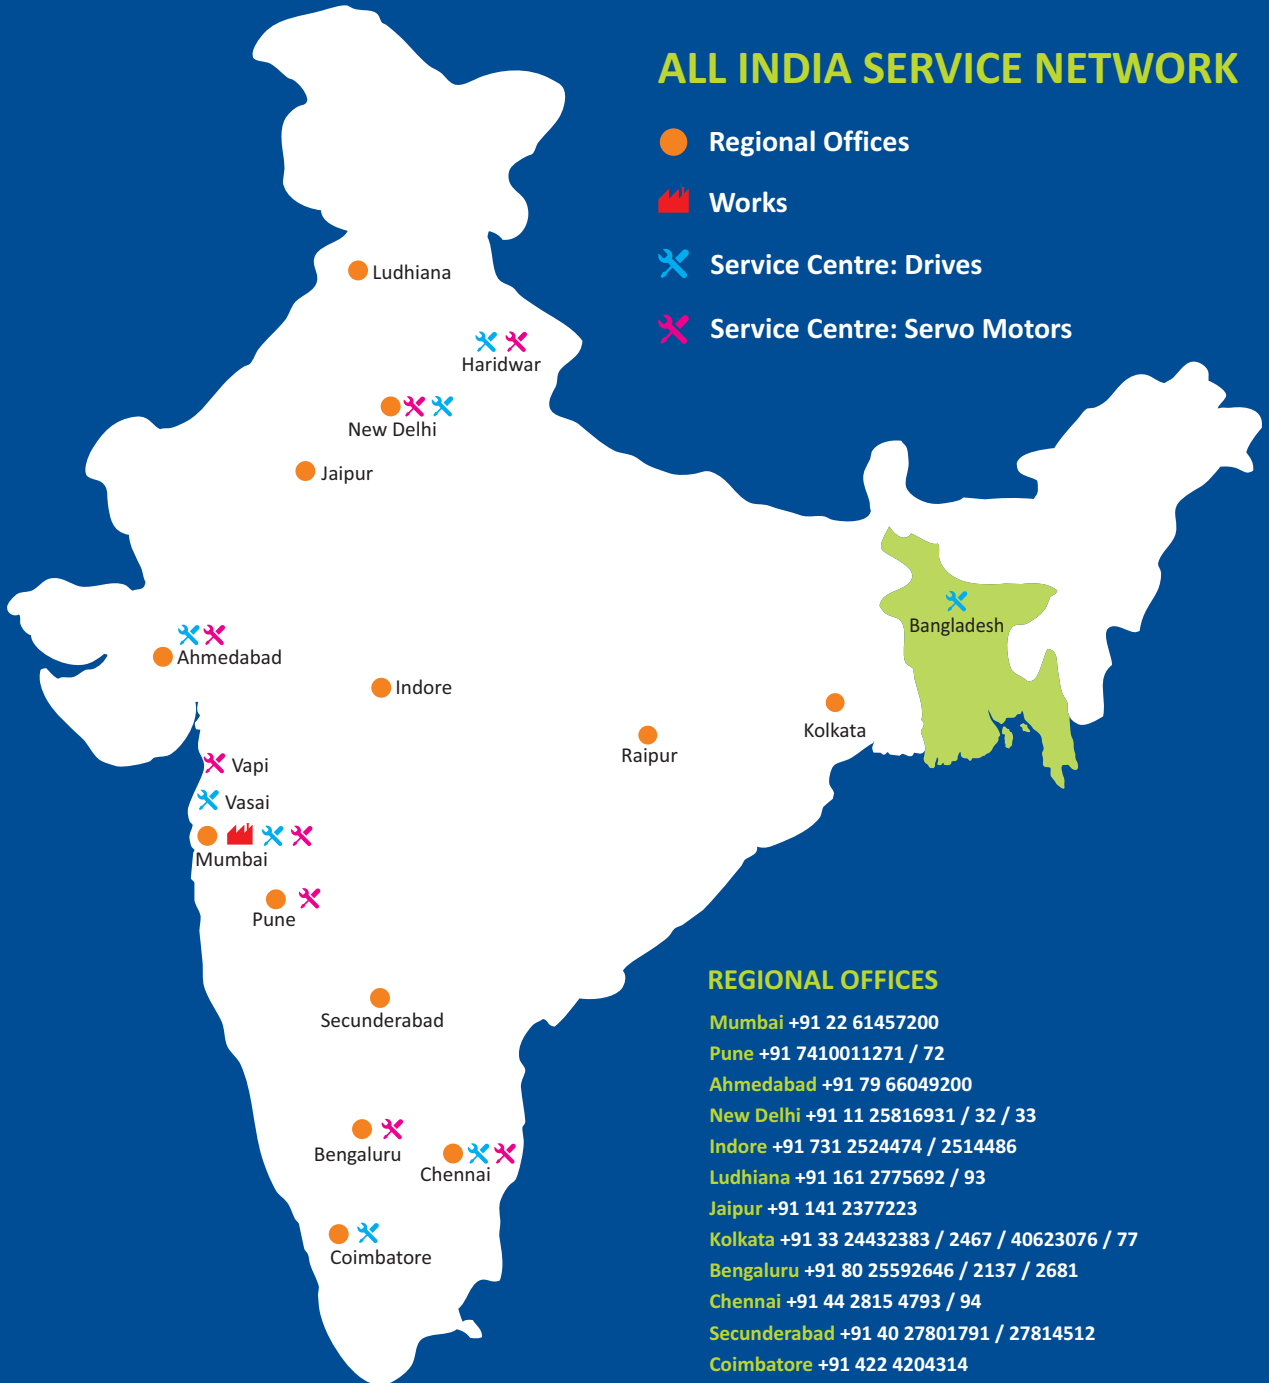 ALL INDIA SERVICE NETWORK
Regional Offices
Works
Service Centre: Drives
Service Centre: Servo Motors
Ludhiana
Haridwar
New Delhi
Jaipur
Bangladesh
Ahmedabad
Indore
Kolkata
Raipur
Vapi
Vasai
Mumbai
Pune
Secunderabad
Bengaluru
Chennai
Coimbatore
REGIONAL OFFICES
Mumbai +91 22 61457200
Pune +91 7410011271 / 72
Ahmedabad +91 79 66049200
New Delhi +91 11 25816931 / 32 / 33
Indore +91 731 2524474 / 2514486
Ludhiana +91 161 2775692 / 93
Jaipur +91 141 2377223
Kolkata +91 33 24432383 / 2467 / 40623076 / 77
Bengaluru +91 80 25592646 / 2137 / 2681
Chennai +91 44 2815 4793 / 94
Secunderabad +91 40 27801791 / 27814512
Coimbatore +91 422 4204314